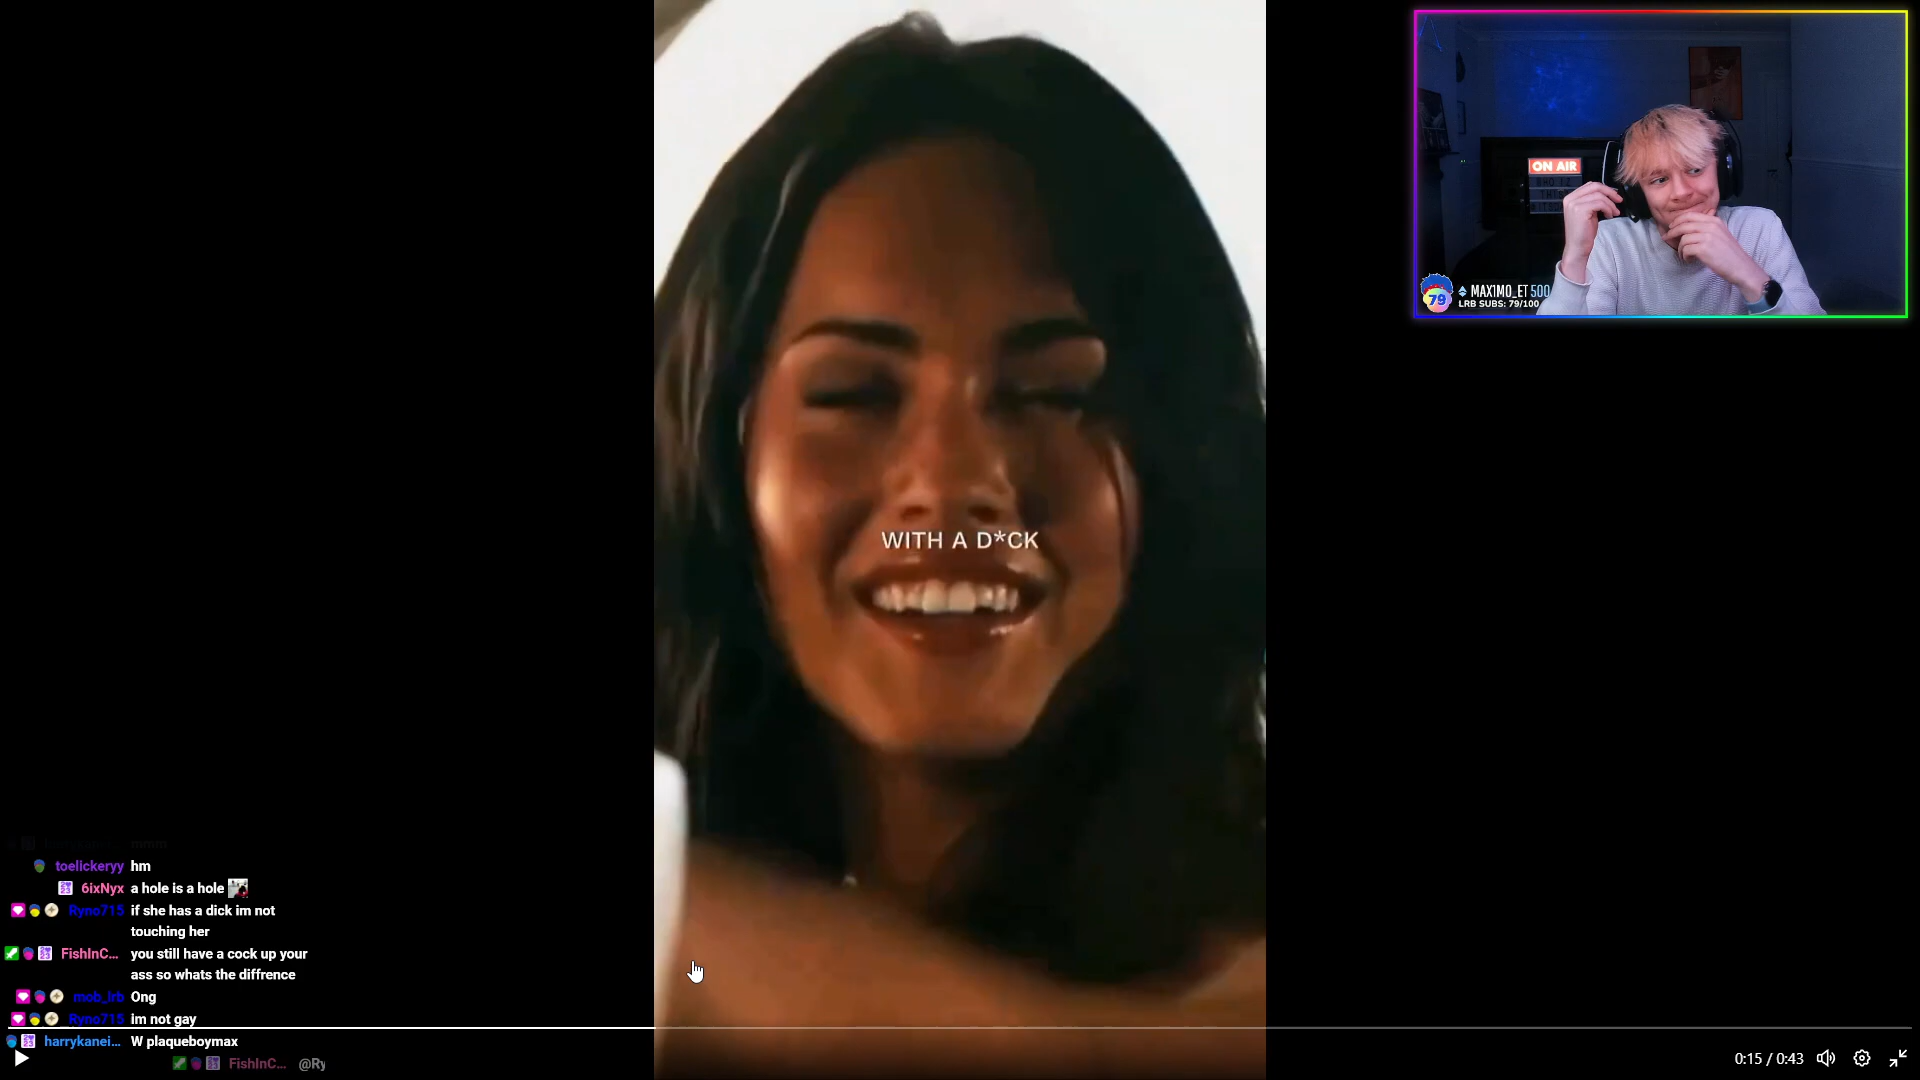 WITH A D*CK
ON AIR
79
MAX1MO_ET 500
LRB SUBS: 79/100
toelickeryy hm
6ixNyx a hole is a hole
Ryno715 if she has a dick im not
touching her
FishInC... you still have a cock up your
ass so whats the diffrence
mob_lrb Ong
Ryno715 im not gay
harrykanei... W plaqueboymax
FishInC... @Ry
0:15 / 0:43